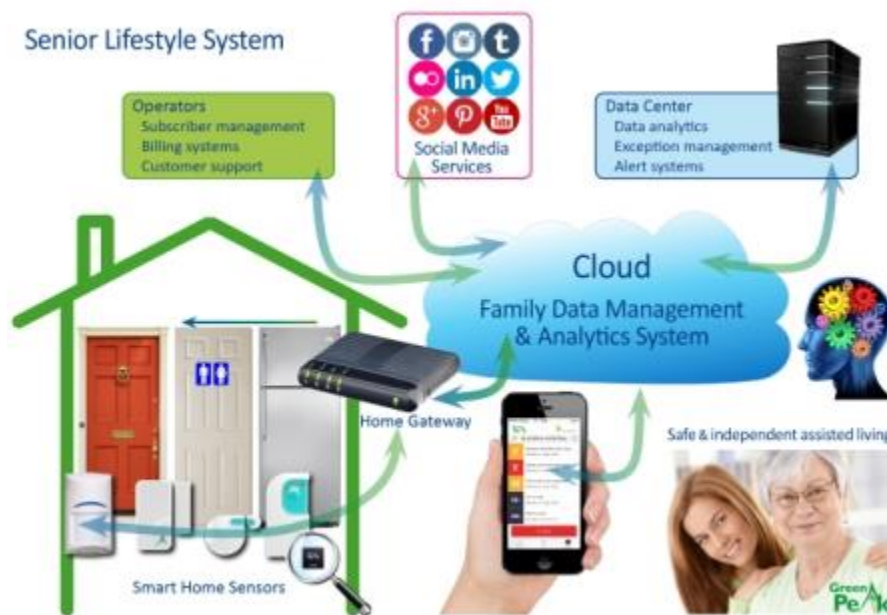 Senior Lifestyle System
Operators
Subscriber management
Billing systems
Customer support
Social Media
Services
Data Center
Data analytics
Exception management
Alert systems
Cloud
Family Data Management
& Analytics System
Home Gateway
Smart Home Sensors
Safe & independent assisted living
Green
Peak